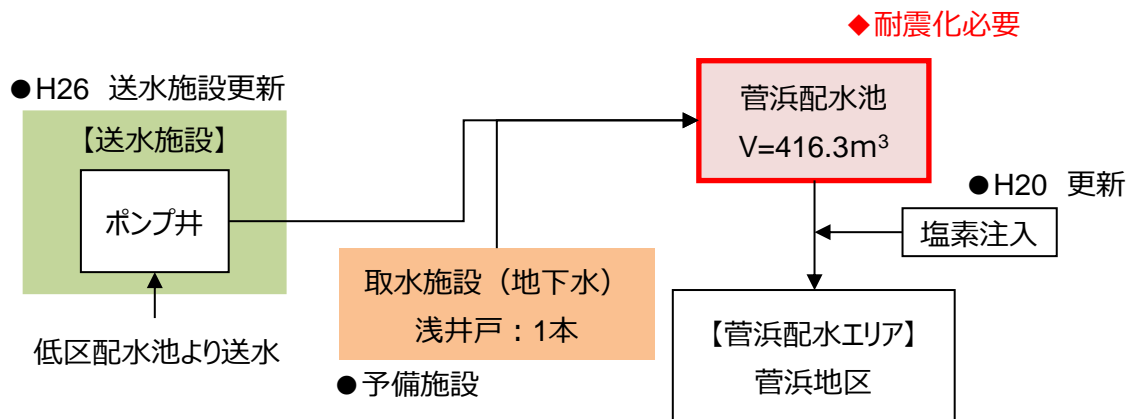 ◆耐震化必要
●H26 送水施設更新
【送水施設】
ポンプ井
低区配水池より送水
菅浜配水池
V=416.3m³
●H20 更新
塩素注入
取水施設（地下水）
浅井戸：1本
●予備施設
【菅浜配水エリア】
菅浜地区